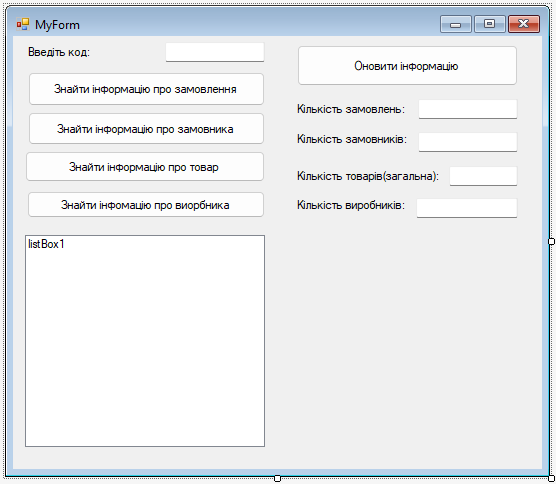 MyForm
Введіть код:
Знайти інформацію про замовлення
Знайти інформацію про замовника
Знайти інформацію про товар
Знайти інфомацію про виорбника
listBox1
Оновити інформацію
Кількість замовлень:
Кількість замовників:
Кількість товарів(загальна):
Кількість виробників: